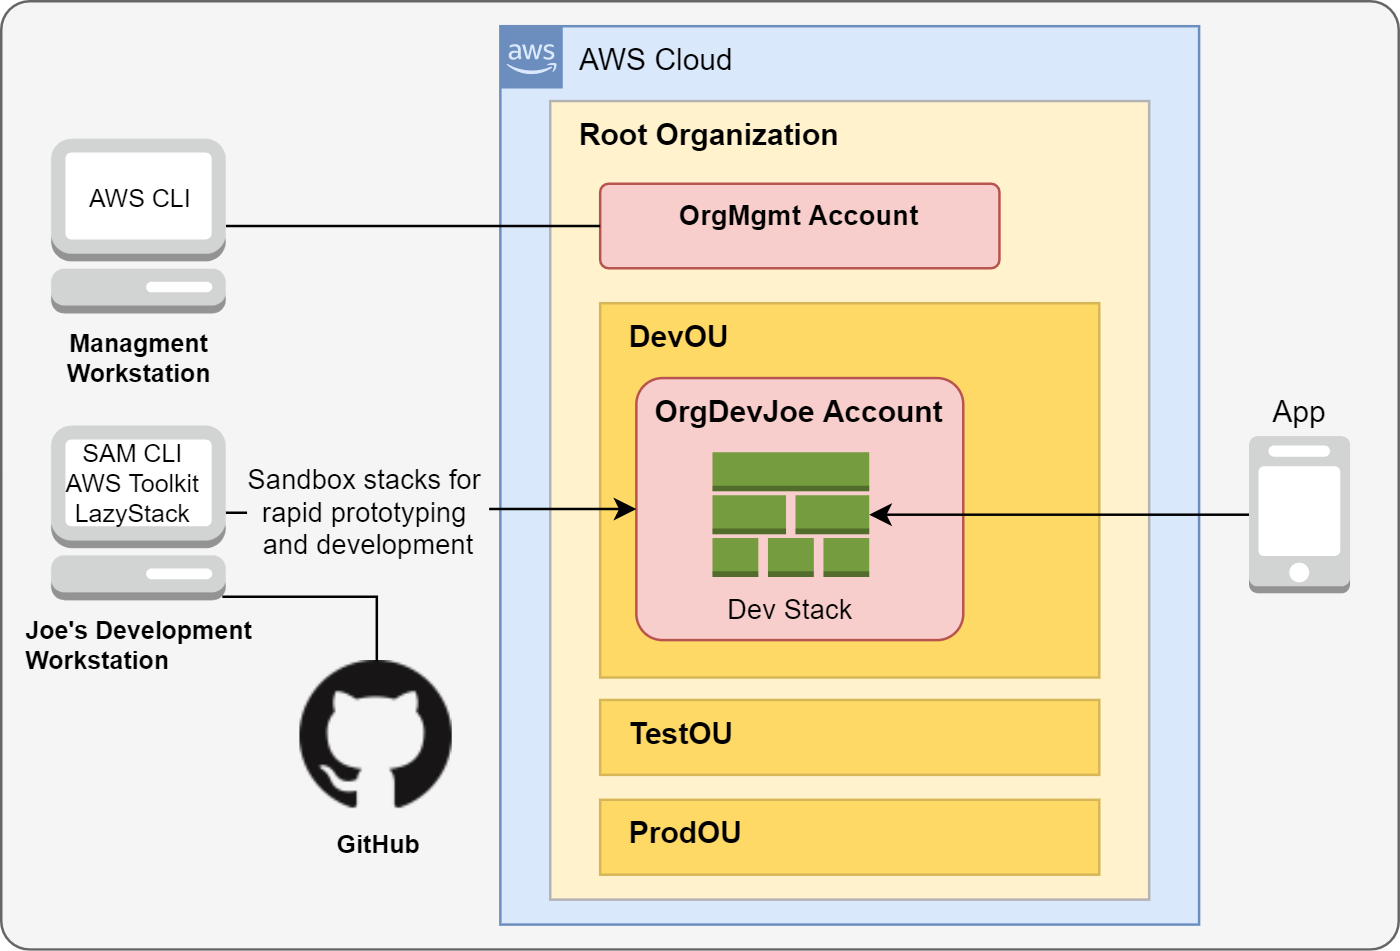 aws
AWS Cloud
Root Organization
AWS CLI
OrgMgmt Account
Managment
Workstation
DevOU
OrgDevJoe Account
App
SAM CLI
AWS Toolkit
LazyStack
Sandbox stacks for
rapid prototyping
and development
Dev Stack
Joe's Development
Workstation
TestOU
ProdOU
GitHub